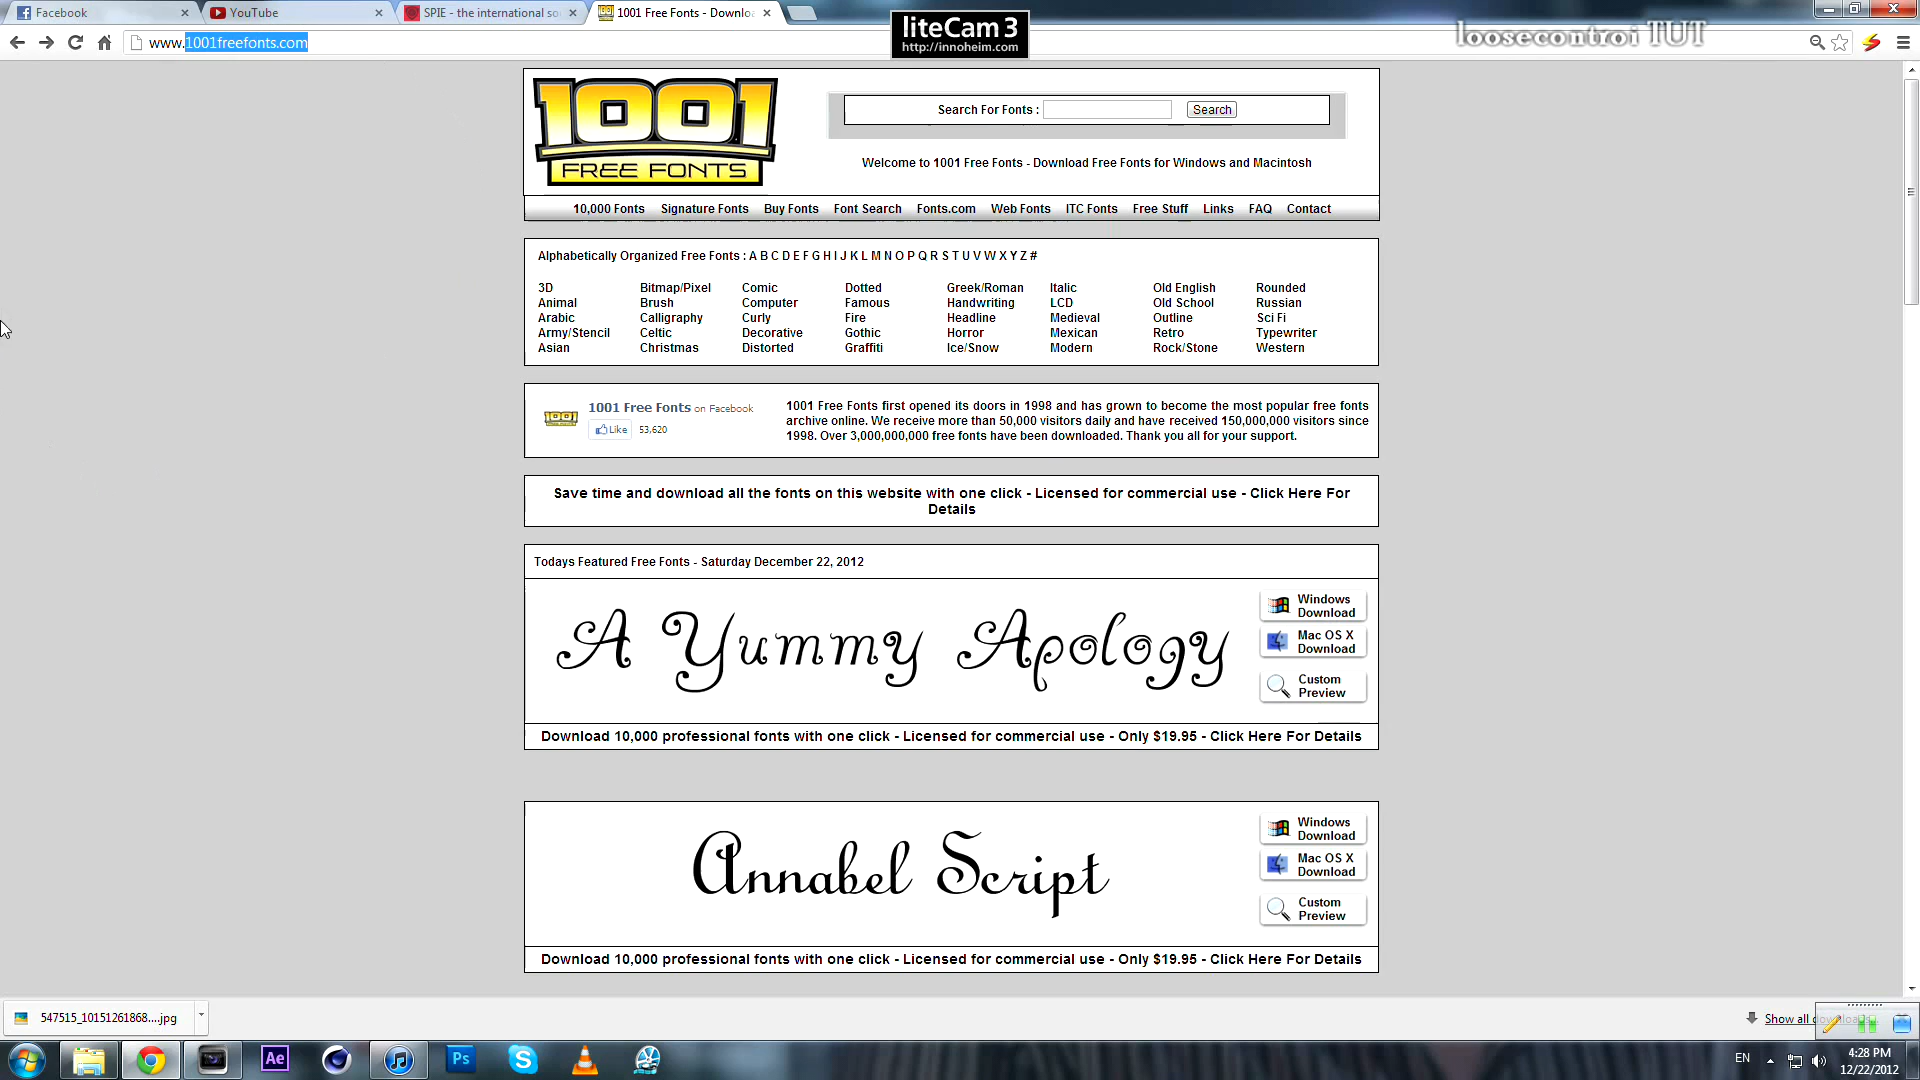 Facebook
YouTube
SPIE - the international so
1001 Free Fonts - Downloa
liteCam 3
http://innoheim.com
loosecontroi TUT
www.1001freefonts.com
1001
FREE FONTS
Search For Fonts :
Search
Welcome to 1001 Free Fonts - Download Free Fonts for Windows and Macintosh
10,000 Fonts Signature Fonts Buy Fonts Font Search Fonts.com Web Fonts ITC Fonts Free Stuff Links FAQ Contact
Alphabetically Organized Free Fonts : A B C D E F G H I J K L M N O P Q R S T U V W X Y Z #
3D Bitmap/Pixel Comic Dotted Greek/Roman Italic Old English Rounded
Animal Brush Computer Famous Handwriting LCD Old School Russian
Arabic Calligraphy Curly Fire Headline Medieval Outline Sci Fi
Army/Stencil Celtic Decorative Gothic Horror Mexican Retro Typewriter
Asian Christmas Distorted Graffiti Ice/Snow Modern Rock/Stone Western
1001
1001 Free Fonts on Facebook
Like 53,620
1001 Free Fonts first opened its doors in 1998 and has grown to become the most popular free fonts
archive online. We receive more than 50,000 visitors daily and have received 150,000,000 visitors since
1998. Over 3,000,000,000 free fonts have been downloaded. Thank you all for your support.
Save time and download all the fonts on this website with one click - Licensed for commercial use - Click Here For
Details
Todays Featured Free Fonts - Saturday December 22, 2012
A Yummy Apology
Windows
Download
Mac OS X
Download
Custom
Preview
Download 10,000 professional fonts with one click - Licensed for commercial use - Only $19.95 - Click Here For Details
Annabel Script
Windows
Download
Mac OS X
Download
Custom
Preview
Download 10,000 professional fonts with one click - Licensed for commercial use - Only $19.95 - Click Here For Details
547515_10151261868....jpg
Show all
Ae
Ps
EN
4:28 PM
12/22/2012